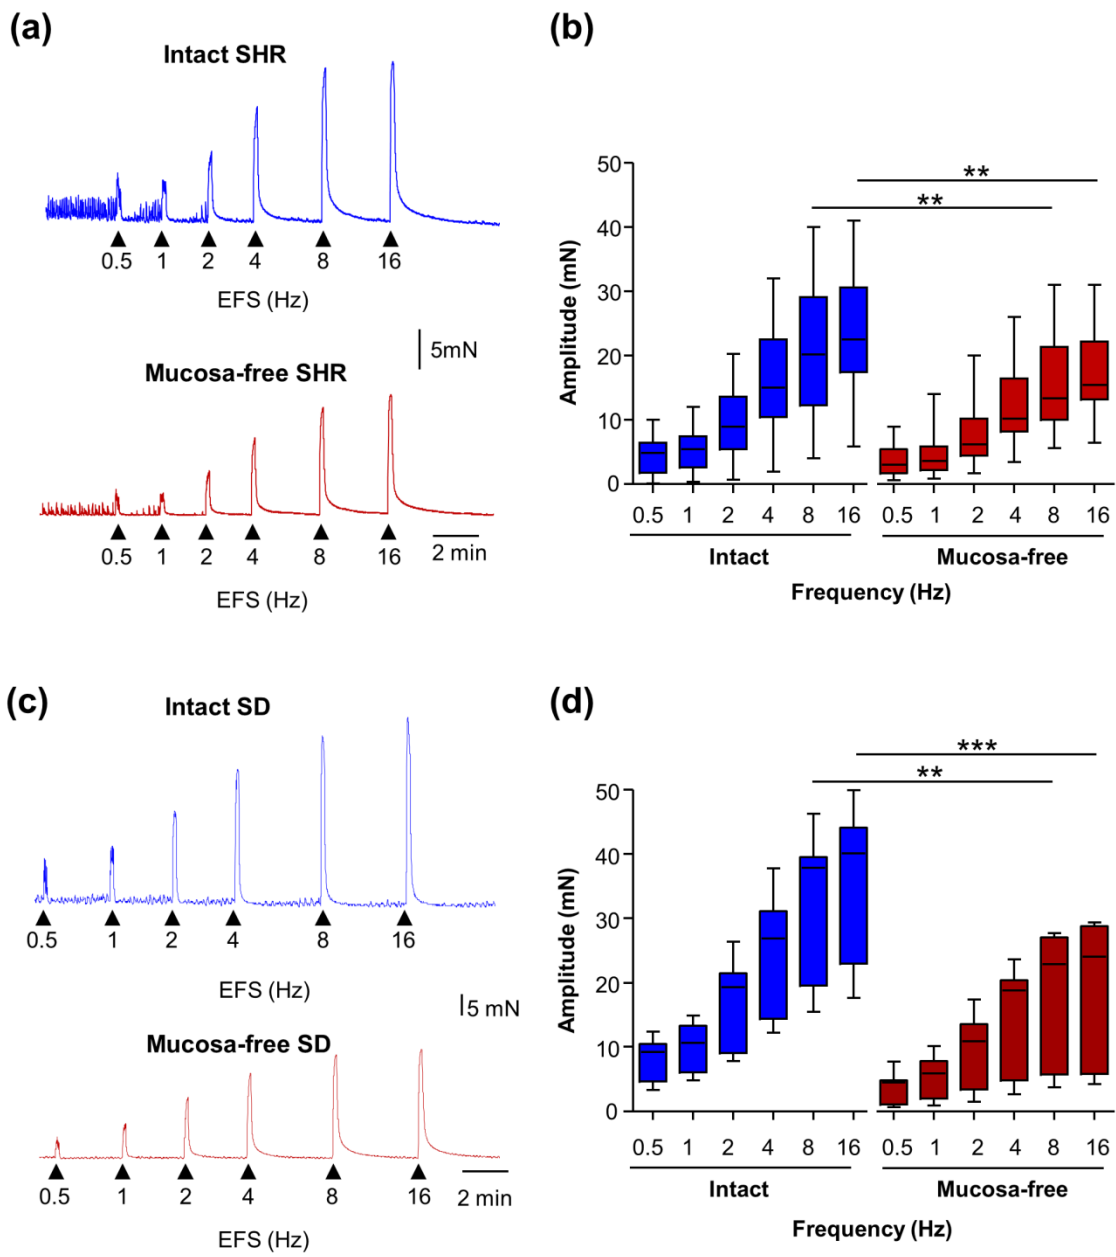 (a)
Intact SHR
0.5 1 2 4 8 16
EFS (Hz)
5mN
Mucosa-free SHR
0.5 1 2 4 8 16
2 min
EFS (Hz)
(b)
**
**
50
40
30
20
10
0
Amplitude (mN)
0.5 1 2 4 8 16 0.5 1 2 4 8 16
Intact Mucosa-free
Frequency (Hz)
(c)
Intact SD
0.5 1 2 4 8 16
EFS (Hz)
5 mN
Mucosa-free SD
0.5 1 2 4 8 16
2 min
EFS (Hz)
(d)
***
**
50
40
30
20
10
0
Amplitude (mN)
0.5 1 2 4 8 16 0.5 1 2 4 8 16
Intact Mucosa-free
Frequency (Hz)